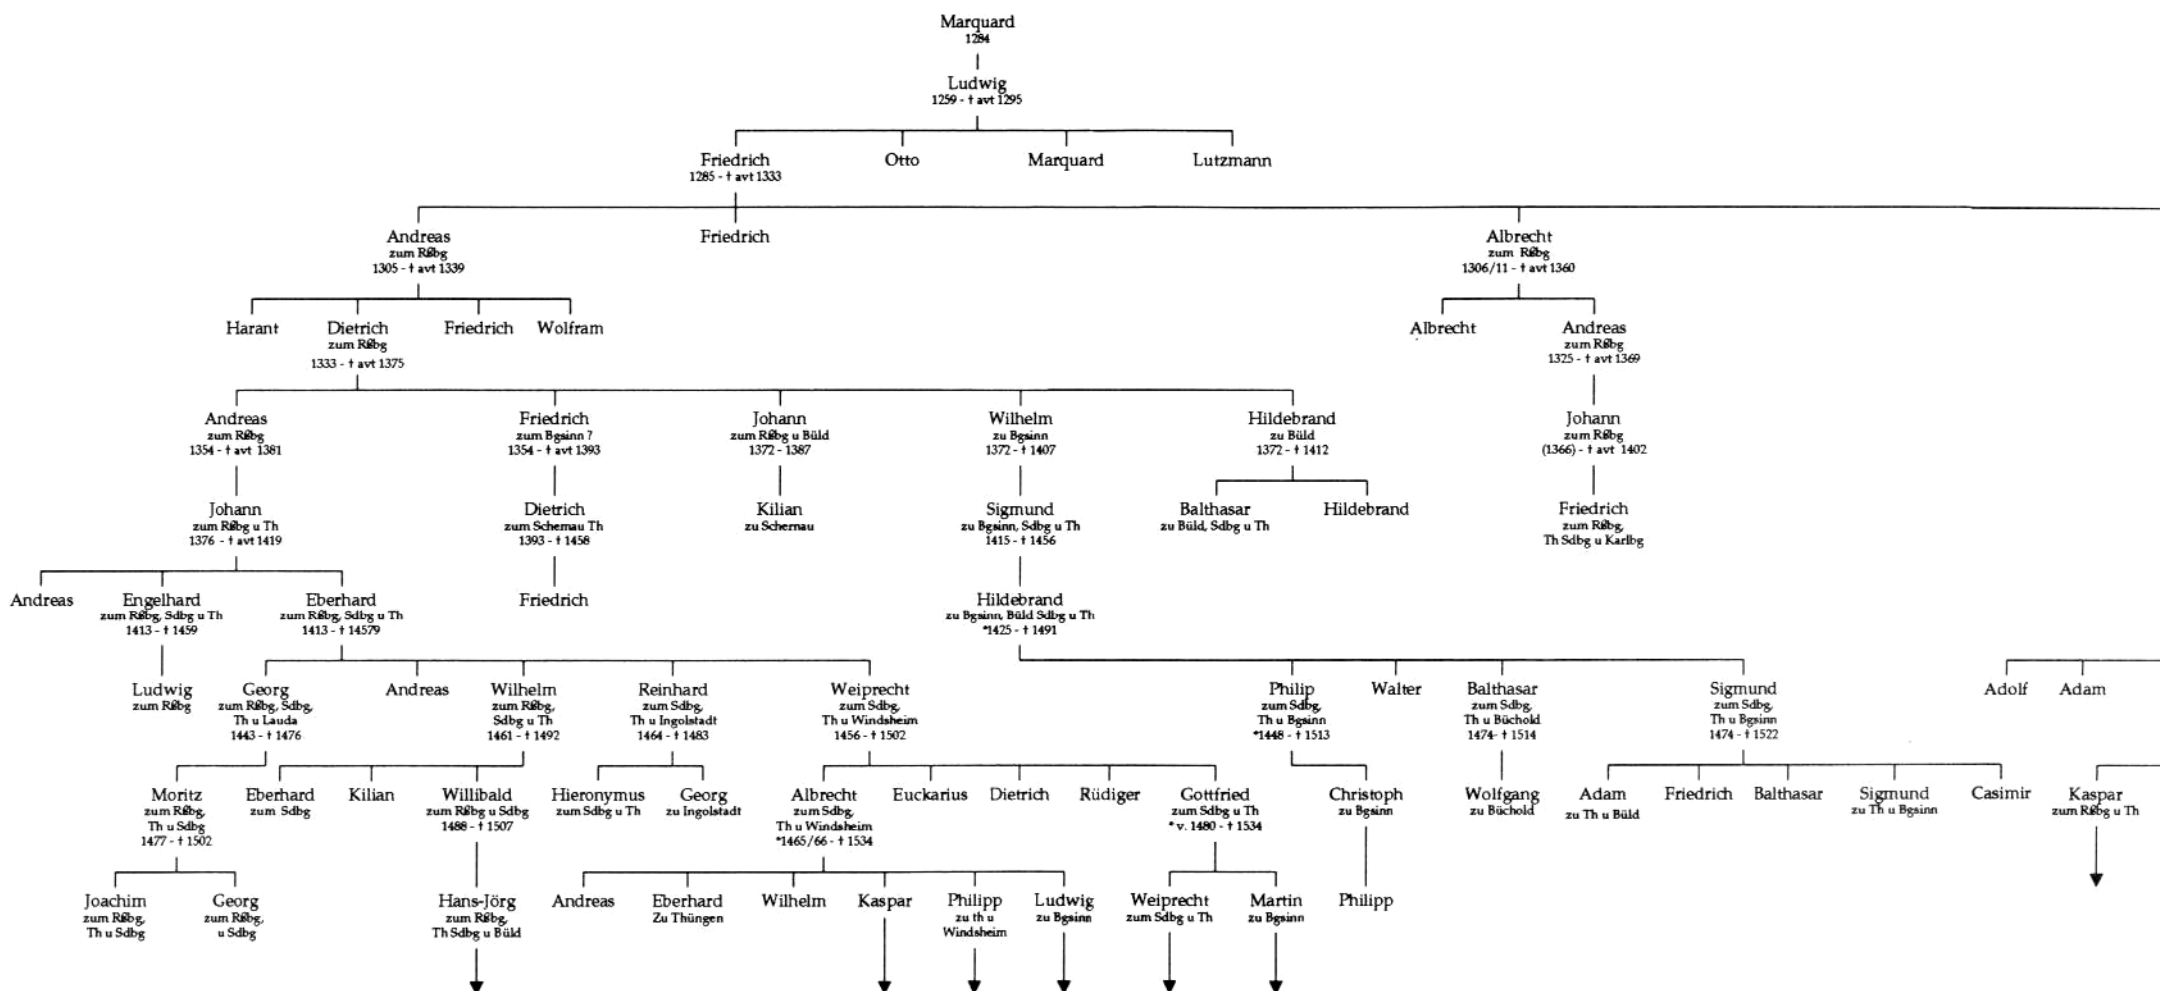 Marquard
1284
Ludwig
1259 - † avt 1295
Friedrich
1285 - † avt 1333
Otto
Marquard
Lutzmann
Andreas
zum Rßbg
1305 - † avt 1339
Friedrich
Albrecht
zum Rßbg
1306/11 - † avt 1360
Harant
Dietrich
zum Rßbg
1333 - † avt 1375
Friedrich
Wolfram
Albrecht
Andreas
zum Rßbg
1325 - † avt 1369
Andreas
zum Rßbg
1354 - † avt 1381
Friedrich
zum Bgsinn ?
1354 - † avt 1393
Johann
zum Rßbg u Büld
1372 - 1387
Wilhelm
zu Bgsinn
1372 - † 1407
Hildebrand
zu Büld
1372 - † 1412
Johann
zum Rßbg
(1366) - † avt 1402
Johann
zum Rßbg u Th
1376 - † avt 1419
Dietrich
zum Schernau Th
1393 - † 1458
Kilian
zu Schernau
Sigmund
zu Bgsinn, Sdbg u Th
1415 - † 1456
Balthasar
zu Büld, Sdbg u Th
Hildebrand
Friedrich
zum Rßbg,
Th Sdbg u Karlbg
Andreas
Engelhard
zum Rßbg, Sdbg u Th
1413 - † 1459
Eberhard
zum Rßbg, Sdbg u Th
1413 - † 14579
Friedrich
Hildebrand
zu Bgsinn, Büld Sdbg u Th
*1425 - † 1491
Ludwig
zum Rßbg
Georg
zum Rßbg, Sdbg,
Th u Lauda
1443 - † 1476
Andreas
Wilhelm
zum Rßbg,
Sdbg u Th
1461 - † 1492
Reinhard
zum Sdbg,
Th u Ingolstadt
1464 - † 1483
Weiprecht
zum Sdbg,
Th u Windsheim
1456 - † 1502
Philip
zum Sdbg,
Th u Bgsinn
*1448 - † 1513
Walter
Balthasar
zum Sdbg,
Th u Büchold
1474- † 1514
Sigmund
zum Sdbg,
Th u Bgsinn
1474 - † 1522
Adolf
Adam
Moritz
zum Rßbg,
Th u Sdbg
1477 - † 1502
Eberhard
zum Sdbg
Kilian
Willibald
zum Rßbg u Sdbg
1488 - † 1507
Hieronymus
zum Sdbg u Th
Georg
zu Ingolstadt
Albrecht
zum Sdbg,
Th u Windsheim
*1465/66 - † 1534
Euckarius
Dietrich
Rüdiger
Gottfried
zum Sdbg u Th
* v. 1480 - † 1534
Christoph
zu Bgsinn
Wolfgang
zu Büchold
Adam
zu Th u Büld
Friedrich
Balthasar
Sigmund
zu Th u Bgsinn
Casimir
Kaspar
zum Rßbg u Th
Joachim
zum Rßbg,
Th u Sdbg
Georg
zum Rßbg,
u Sdbg
Hans-Jörg
zum Rßbg,
Th Sdbg u Büld
Andreas
Eberhard
Zu Thüngen
Wilhelm
Kaspar
Philipp
zu th u
Windsheim
Ludwig
zu Bgsinn
Weiprecht
zum Sdbg u Th
Martin
zu Bgsinn
Philipp